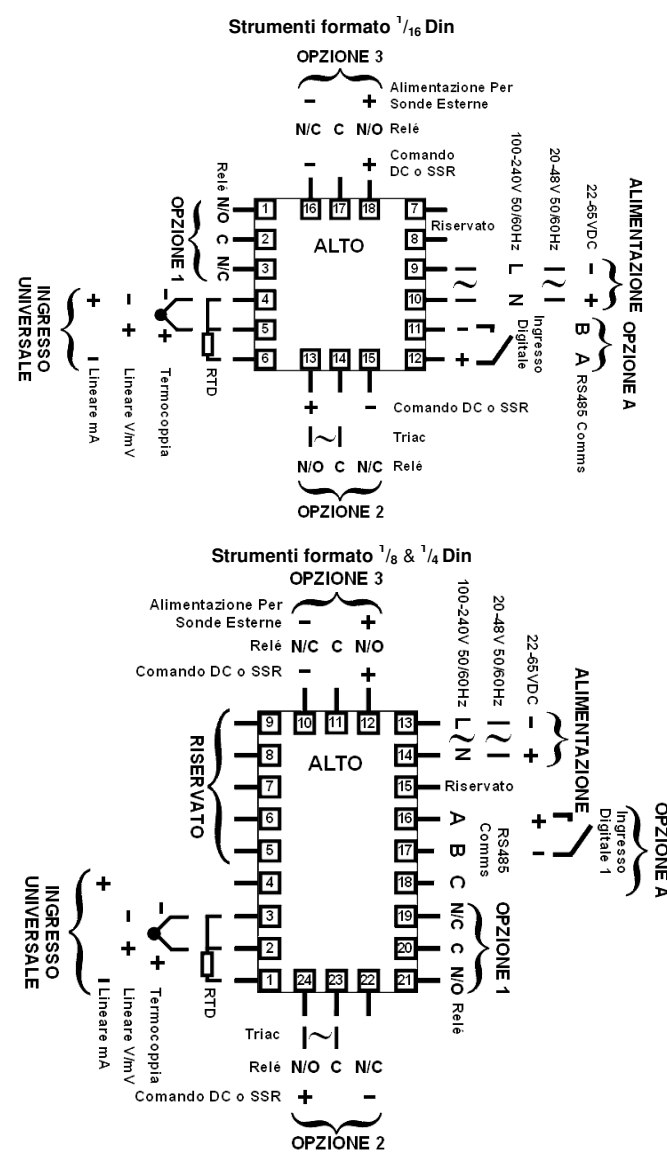 Strumenti formato 1/16 Din
OPZIONE 3
Alimentazione Per
Sonde Esterne
− +
N/C C N/O Relé
Comando
DC o SSR
− +
Relé N/O C N/C
OPZIONE 1
1 2 3 4 5 6
16 17 18
ALTO
7 8 9 10 11 12
13 14 15
Riservato
100-240V 50/60Hz
L N
20-48V 50/60Hz
22-65VDC
− +
ALIMENTAZIONE
− +
Ingresso
Digitale
B A
RS485 Comms
OPZIONE A
INGRESSO
UNIVERSALE
+ −
Lineare mA
− +
Lineare V/mV
− +
Termocoppia
RTD
+ − Comando DC o SSR
Triac
N/O C N/C Relé
OPZIONE 2
Strumenti formato 1/8 & 1/4 Din
OPZIONE 3
Alimentazione Per
Sonde Esterne − +
Relé N/C C N/O
Comando DC o SSR − +
100-240V 50/60Hz
L N
20-48V 50/60Hz
22-65VDC
− +
ALIMENTAZIONE
9 8 7 6 5 4 3 2 1
10 11 12
ALTO
13 14 15 16 17 18 19 20 21
24 23 22
RISERVATO
Riservato
A B C
RS485
Comms
+ −
Ingresso
Digitale 1
OPZIONE A
N/C C N/O Relé
OPZIONE 1
INGRESSO
UNIVERSALE
+ −
Lineare mA
− +
Lineare V/mV
− +
Termocoppia
RTD
Triac
Relé N/O C N/C
Comando DC o SSR + −
OPZIONE 2